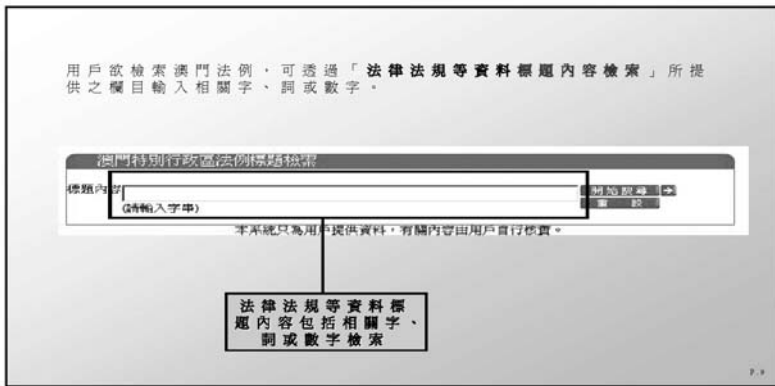 用戶欲檢索澳門法例，可透過「法律法規等資料標題內容檢索」所提
供之欄目輸入相關字、詞或數字。
澳門特別行政區法例標題檢索
標題內容
開始搜尋
(請輸入字串)
重 設
本系統只為用戶提供資料，有關內容由用戶自行核實。
法律法規等資料標
題內容包括相關字、
詞或數字檢索
P.9